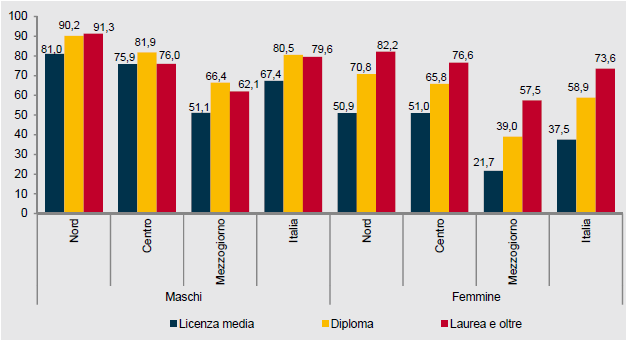 100
90
80
70
60
50
40
30
20
10
0
81,0 90,2 91,3
75,9 81,9 76,0
51,1 66,4 62,1
67,4 80,5 79,6
50,9 70,8 82,2
51,0 65,8 76,6
21,7 39,0 57,5
37,5 58,9 73,6
Nord Centro Mezzogiorno Italia Nord Centro Mezzogiorno Italia
Maschi Femmine
Licenza media Diploma Laurea e oltre